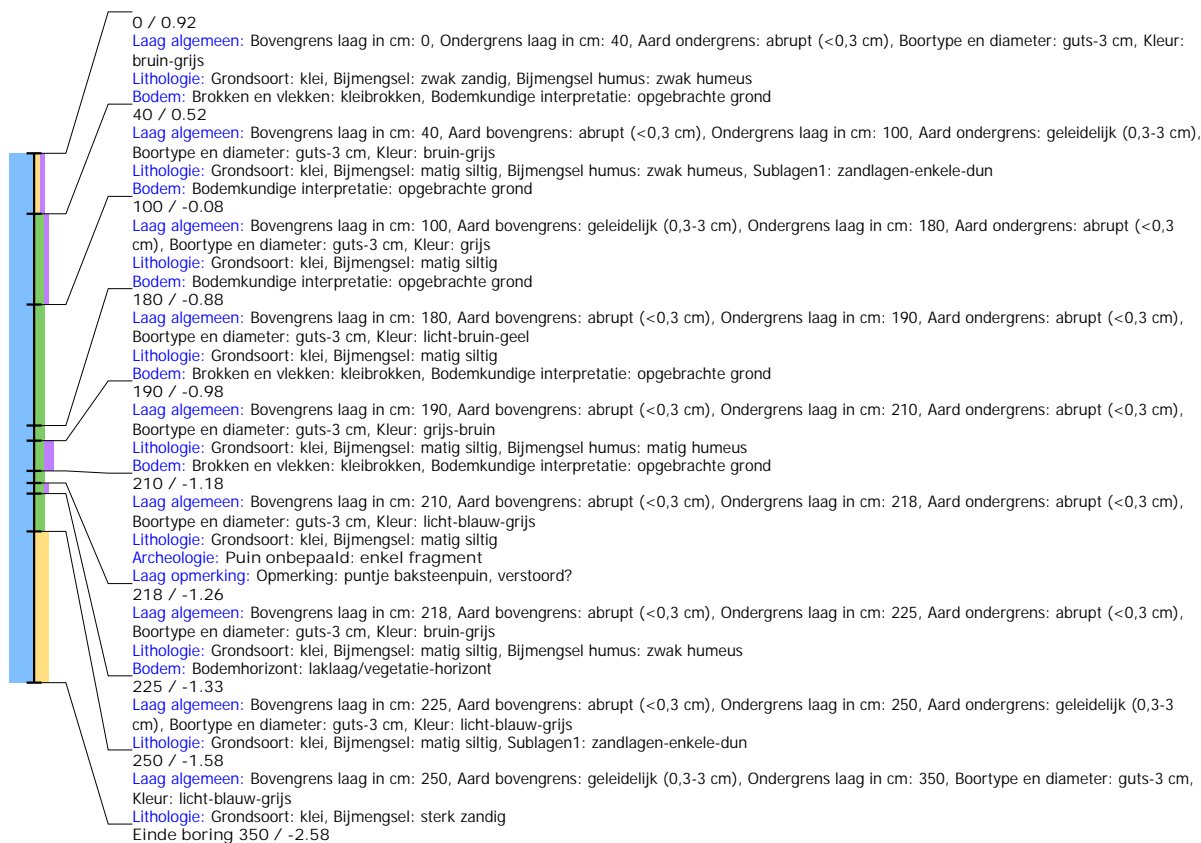 0 / 0.92
Laag algemeen: Bovengrens laag in cm: 0, Ondergrens laag in cm: 40, Aard ondergrens: abrupt (<0,3 cm), Boortype en diameter: guts-3 cm, Kleur:
bruin-grijs
Lithologie: Grondsoort: klei, Bijmengsel: zwak zandig, Bijmengsel humus: zwak humeus
Bodem: Brokken en vlekken: kleibrokken, Bodemkundige interpretatie: opgebrachte grond
40 / 0.52
Laag algemeen: Bovengrens laag in cm: 40, Aard bovengrens: abrupt (<0,3 cm), Ondergrens laag in cm: 100, Aard ondergrens: geleidelijk (0,3-3 cm),
Boortype en diameter: guts-3 cm, Kleur: bruin-grijs
Lithologie: Grondsoort: klei, Bijmengsel: matig siltig, Bijmengsel humus: zwak humeus, Sublagen1: zandlagen-enkele-dun
Bodem: Bodemkundige interpretatie: opgebrachte grond
100 / -0.08
Laag algemeen: Bovengrens laag in cm: 100, Aard bovengrens: geleidelijk (0,3-3 cm), Ondergrens laag in cm: 180, Aard ondergrens: abrupt (<0,3
cm), Boortype en diameter: guts-3 cm, Kleur: grijs
Lithologie: Grondsoort: klei, Bijmengsel: matig siltig
Bodem: Bodemkundige interpretatie: opgebrachte grond
180 / -0.88
Laag algemeen: Bovengrens laag in cm: 180, Aard bovengrens: abrupt (<0,3 cm), Ondergrens laag in cm: 190, Aard ondergrens: abrupt (<0,3 cm),
Boortype en diameter: guts-3 cm, Kleur: licht-bruin-geel
Lithologie: Grondsoort: klei, Bijmengsel: matig siltig
Bodem: Brokken en vlekken: kleibrokken, Bodemkundige interpretatie: opgebrachte grond
190 / -0.98
Laag algemeen: Bovengrens laag in cm: 190, Aard bovengrens: abrupt (<0,3 cm), Ondergrens laag in cm: 210, Aard ondergrens: abrupt (<0,3 cm),
Boortype en diameter: guts-3 cm, Kleur: grijs-bruin
Lithologie: Grondsoort: klei, Bijmengsel: matig siltig, Bijmengsel humus: matig humeus
Bodem: Brokken en vlekken: kleibrokken, Bodemkundige interpretatie: opgebrachte grond
210 / -1.18
Laag algemeen: Bovengrens laag in cm: 210, Aard bovengrens: abrupt (<0,3 cm), Ondergrens laag in cm: 218, Aard ondergrens: abrupt (<0,3 cm),
Boortype en diameter: guts-3 cm, Kleur: licht-blauw-grijs
Lithologie: Grondsoort: klei, Bijmengsel: matig siltig
Archeologie: Puin onbepaald: enkel fragment
Laag opmerking: Opmerking: puntje baksteenpuin, verstoord?
218 / -1.26
Laag algemeen: Bovengrens laag in cm: 218, Aard bovengrens: abrupt (<0,3 cm), Ondergrens laag in cm: 225, Aard ondergrens: abrupt (<0,3 cm),
Boortype en diameter: guts-3 cm, Kleur: bruin-grijs
Lithologie: Grondsoort: klei, Bijmengsel: matig siltig, Bijmengsel humus: zwak humeus
Bodem: Bodemhorizont: laklaag/vegetatie-horizont
225 / -1.33
Laag algemeen: Bovengrens laag in cm: 225, Aard bovengrens: abrupt (<0,3 cm), Ondergrens laag in cm: 250, Aard ondergrens: geleidelijk (0,3-3
cm), Boortype en diameter: guts-3 cm, Kleur: licht-blauw-grijs
Lithologie: Grondsoort: klei, Bijmengsel: matig siltig, Sublagen1: zandlagen-enkele-dun
250 / -1.58
Laag algemeen: Bovengrens laag in cm: 250, Aard bovengrens: geleidelijk (0,3-3 cm), Ondergrens laag in cm: 350, Boortype en diameter: guts-3 cm,
Kleur: licht-blauw-grijs
Lithologie: Grondsoort: klei, Bijmengsel: sterk zandig
Einde boring 350 / -2.58